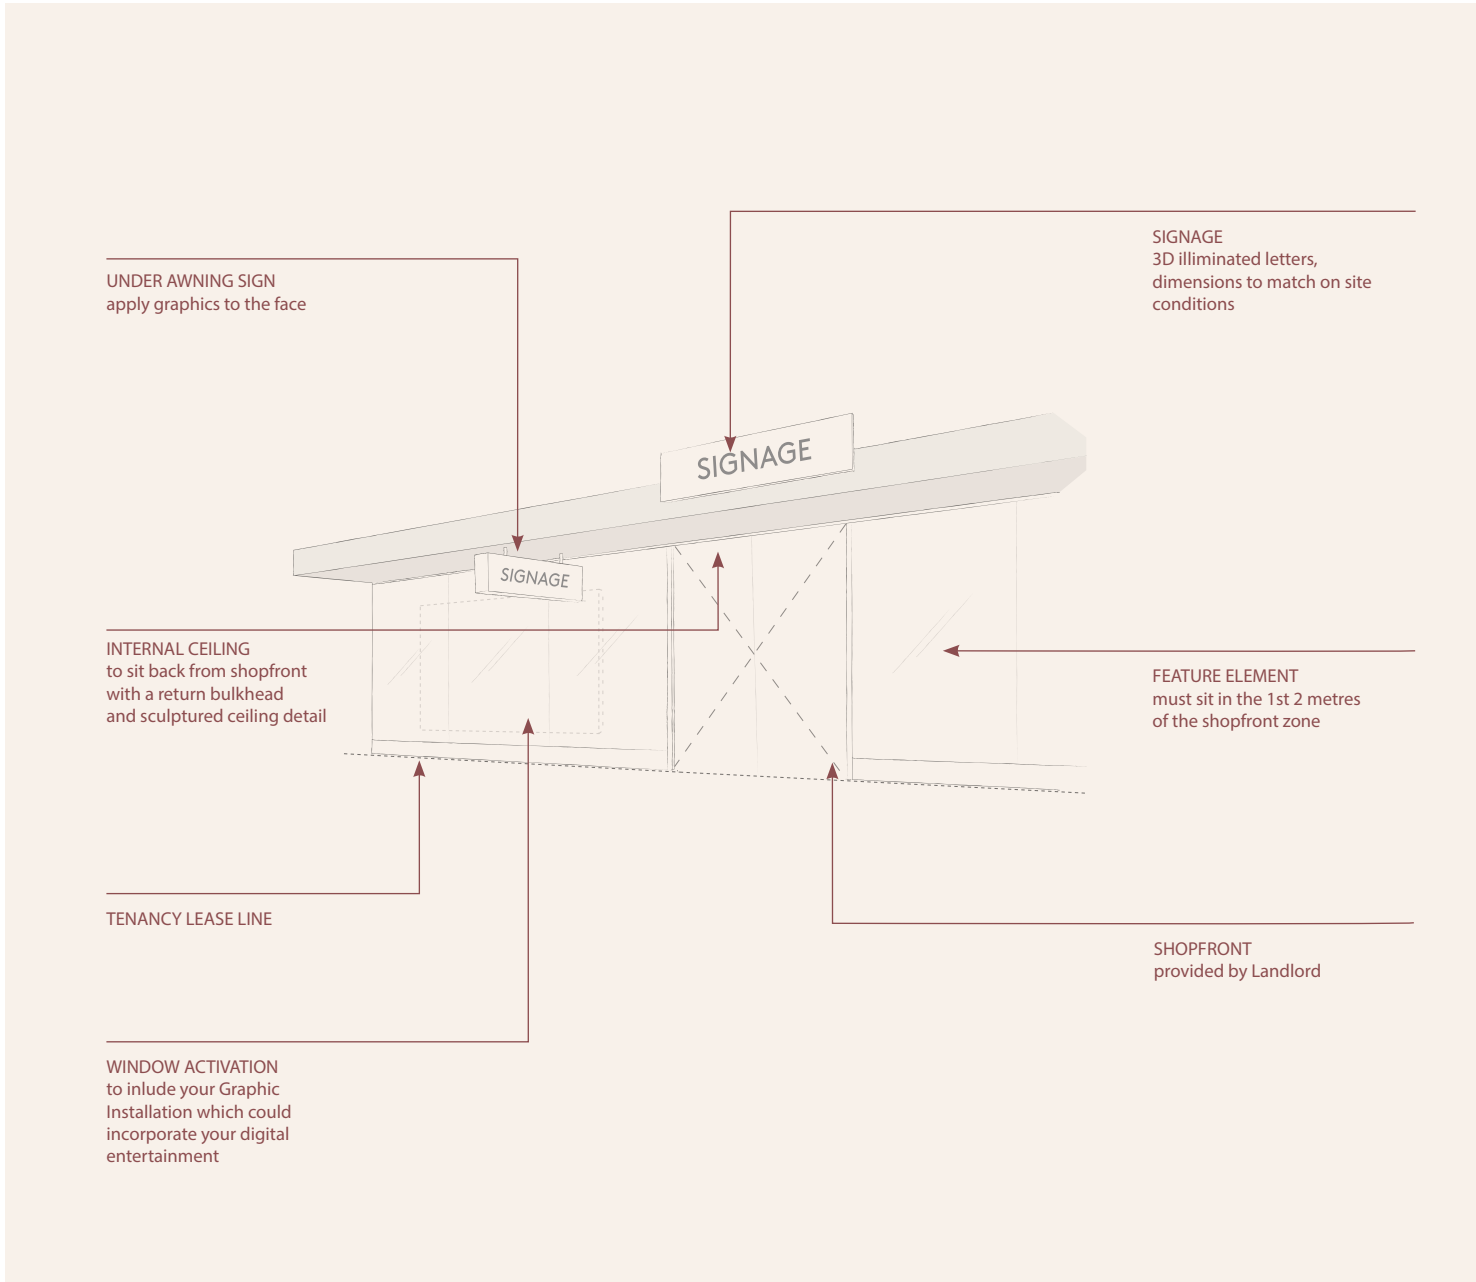 UNDER AWNING SIGN
apply graphics to the face
SIGNAGE
3D illiminated letters,
dimensions to match on site
conditions
SIGNAGE
SIGNAGE
INTERNAL CEILING
to sit back from shopfront
with a return bulkhead
and sculptured ceiling detail
FEATURE ELEMENT
must sit in the 1st 2 metres
of the shopfront zone
TENANCY LEASE LINE
SHOPFRONT
provided by Landlord
WINDOW ACTIVATION
to inlude your Graphic
Installation which could
incorporate your digital
entertainment